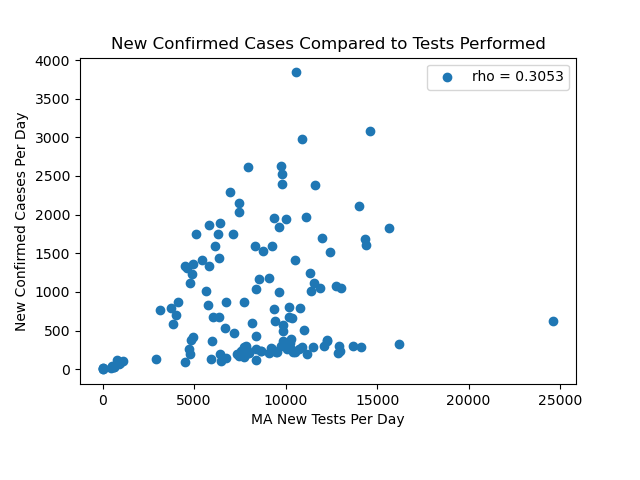 New Confirmed Cases Compared to Tests Performed
rho = 0.3053
New Confirmed Caeses Per Day
4000
3500
3000
2500
2000
1500
1000
500
0
0 5000 10000 15000 20000 25000
MA New Tests Per Day